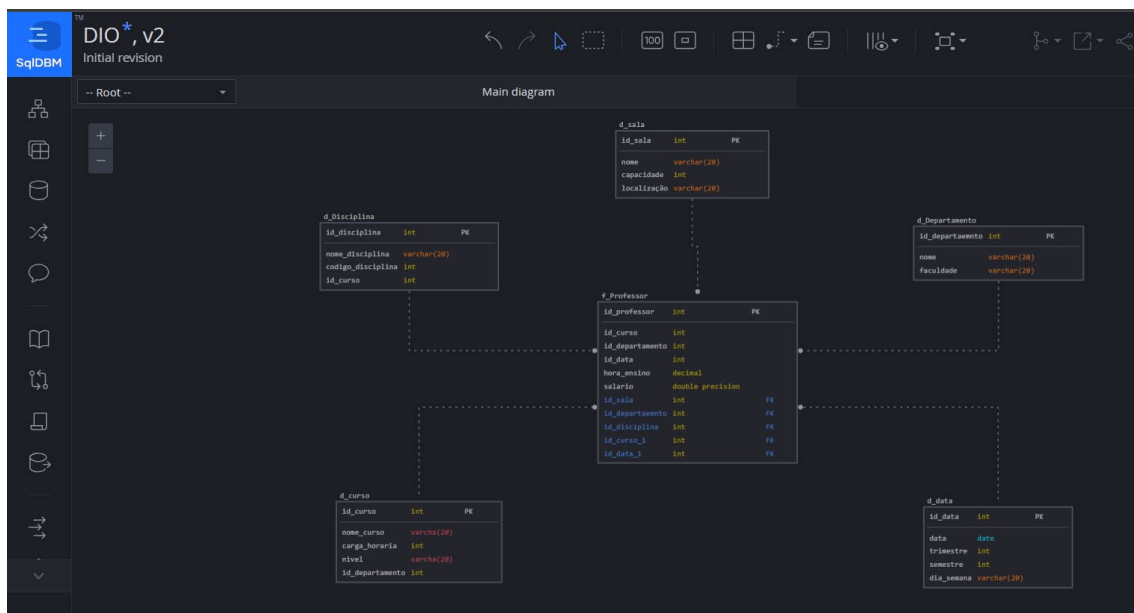 TM
DIO*, v2
Initial revision
SqlDBM
100
-- Root --
Main diagram
+
−
d_sala
id_sala int PK
nome varchar(20)
capacidade int
localização varchar(20)
d_Disciplina
id_disciplina int PK
nome_disciplina varchar(20)
codigo_disciplina int
id_curso int
d_Departamento
id_departaemnto int PK
nome varchar(20)
faculdade varchar(20)
f_Professor
id_professor int PK
id_curso int
id_departamento int
id_data int
hora_ensino decimal
salario double precision
id_sala int FK
id_departaemnto int FK
id_disciplina int FK
id_curso_1 int FK
id_data_1 int FK
d_curso
id_curso int PK
nome_curso varcha(20)
carga_horaria int
nivel varcha(20)
id_departamento int
d_data
id_data int PK
data date
trimestre int
semestre int
dia_semana varchar(20)